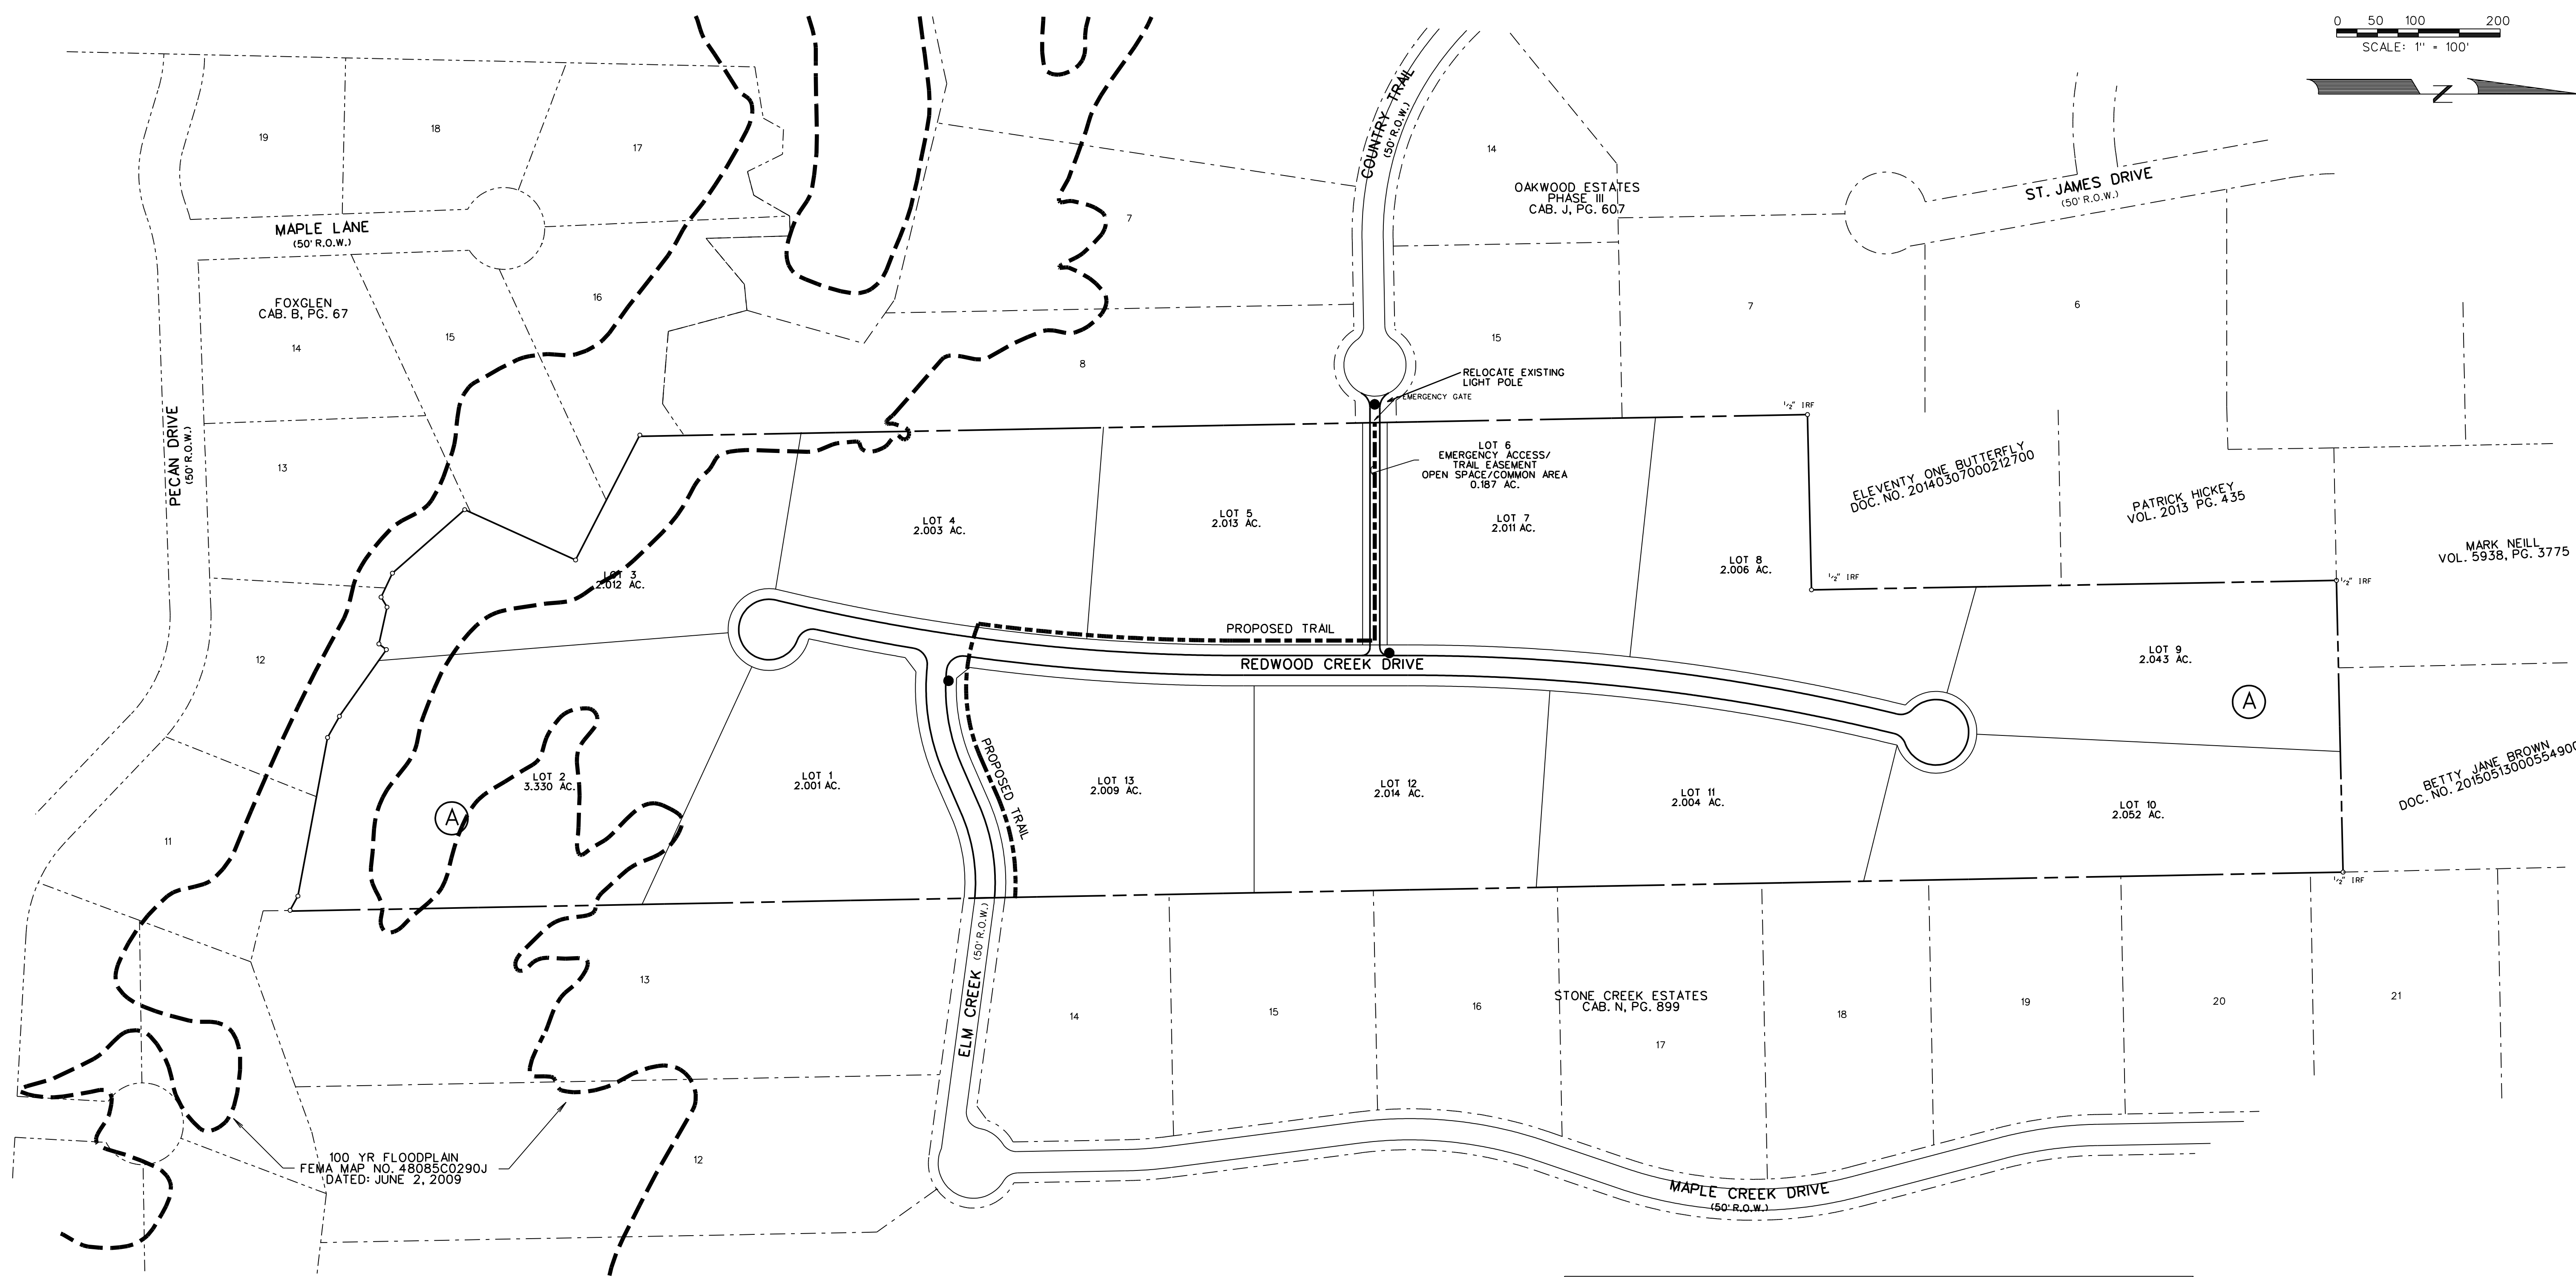 0 50 100 200
SCALE: 1" = 100'
N
COUNTRY TRAIL
(50' R.O.W.)
19
18
17
14
OAKWOOD ESTATES
PHASE III
CAB. J, PG. 607
ST. JAMES DRIVE
(50' R.O.W.)
7
MAPLE LANE
(50' R.O.W.)
FOXGLEN
CAB. B, PG. 67
16
15
14
8
15
7
6
RELOCATE EXISTING
LIGHT POLE
EMERGENCY GATE
1/2" IRF
PECAN DRIVE
(50' R.O.W.)
13
LOT 6
EMERGENCY ACCESS/
TRAIL EASEMENT
OPEN SPACE/COMMON AREA
0.187 AC.
ELEVENTY ONE BUTTERFLY
DOC. NO. 20140307000212700
PATRICK HICKEY
VOL. 2013 PG. 435
MARK NEILL
VOL. 5938, PG. 3775
LOT 4
2.003 AC.
LOT 5
2.013 AC.
LOT 7
2.011 AC.
LOT 8
2.006 AC.
1/2" IRF
1/2" IRF
LOT 3
2.012 AC.
PROPOSED TRAIL
REDWOOD CREEK DRIVE
12
LOT 9
2.043 AC.
A
BETTY JANE BROWN
DOC. NO. 20150513000554900
PROPOSED TRAIL
LOT 2
3.330 AC.
A
LOT 1
2.001 AC.
LOT 13
2.009 AC.
LOT 12
2.014 AC.
LOT 11
2.004 AC.
LOT 10
2.052 AC.
11
1/2" IRF
ELM CREEK (50' R.O.W.)
13
14
15
16
STONE CREEK ESTATES
CAB. N, PG. 899
17
18
19
20
21
100 YR FLOODPLAIN
FEMA MAP NO. 48085C0290J
DATED: JUNE 2, 2009
12
MAPLE CREEK DRIVE
(50' R.O.W.)